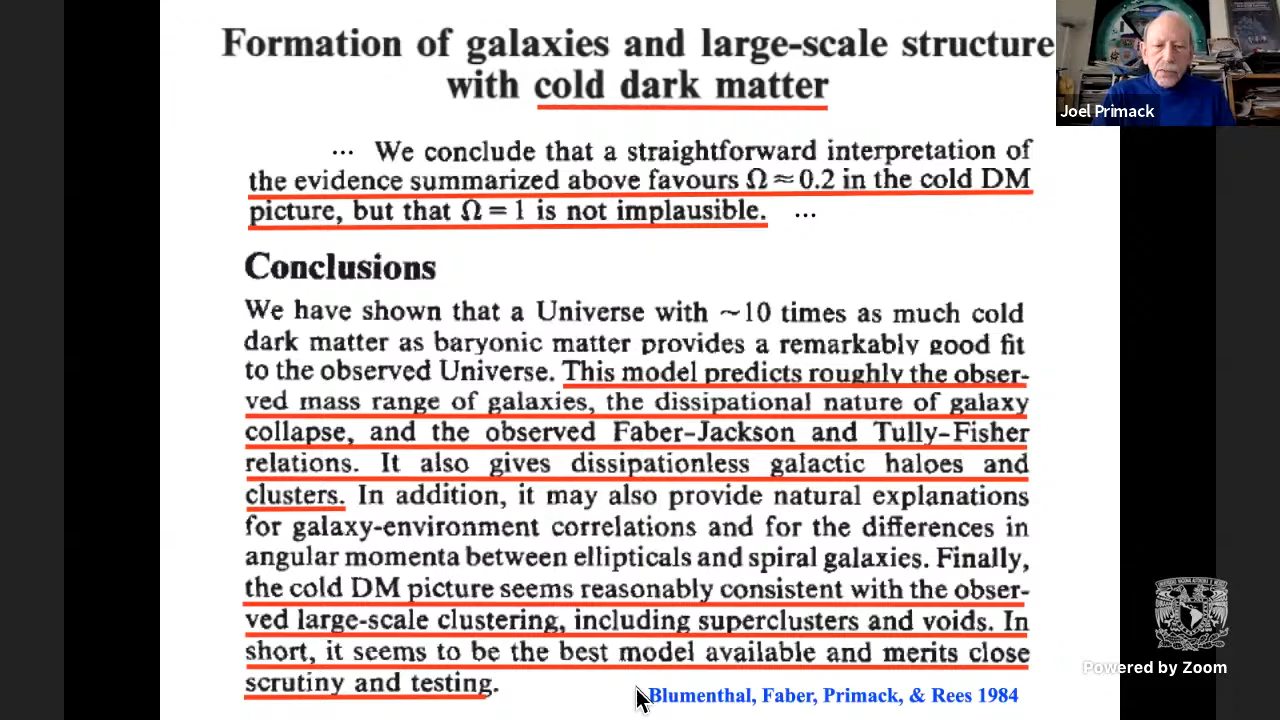 Formation of galaxies and large-scale structure
with cold dark matter
Joel Primack
... We conclude that a straightforward interpretation of
the evidence summarized above favours Ω ≈ 0.2 in the cold DM
picture, but that Ω = 1 is not implausible. ...
Conclusions
We have shown that a Universe with ~10 times as much cold
dark matter as baryonic matter provides a remarkably good fit
to the observed Universe. This model predicts roughly the obser-
ved mass range of galaxies, the dissipational nature of galaxy
collapse, and the observed Faber–Jackson and Tully–Fisher
relations. It also gives dissipationless galactic haloes and
clusters. In addition, it may also provide natural explanations
for galaxy-environment correlations and for the differences in
angular momenta between ellipticals and spiral galaxies. Finally,
the cold DM picture seems reasonably consistent with the obser-
ved large-scale clustering, including superclusters and voids. In
short, it seems to be the best model available and merits close
scrutiny and testing.
Blumenthal, Faber, Primack, & Rees 1984
Powered by Zoom